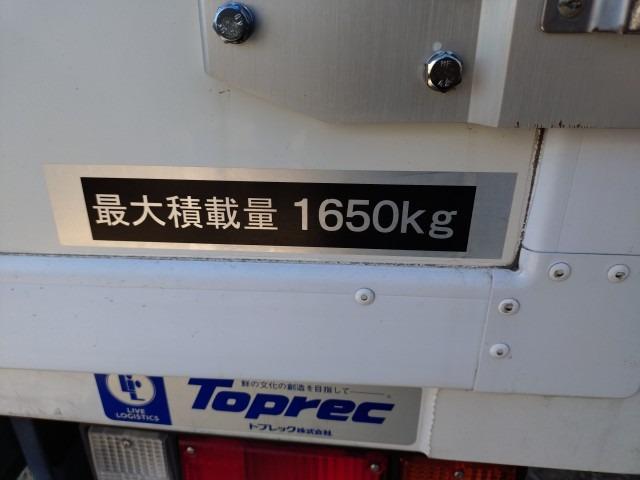 最大積載量 1650kg
鮮の文化の創造を目指して
LIVE
LOGISTICS
Toprec
トプレック株式会社